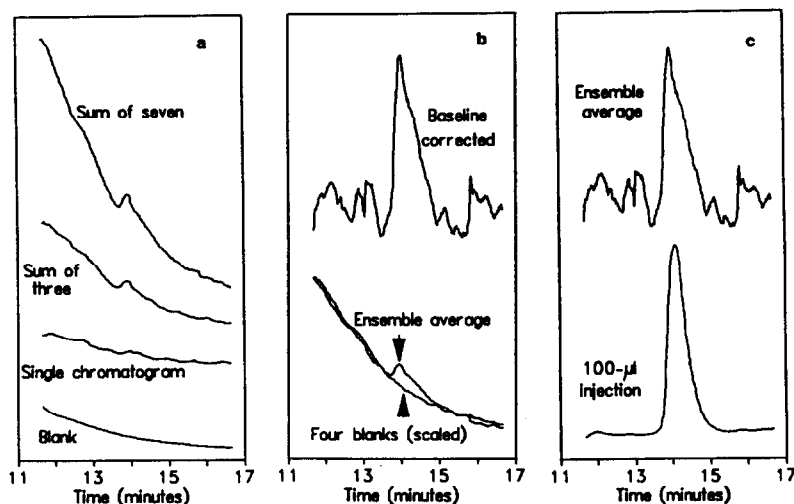 a
Sum of seven
Sum of
three
Single chromatogram
Blank
11 13 15 17
Time (minutes)
b
Baseline
corrected
Ensemble average
Four blanks (scaled)
11 13 15 17
Time (minutes)
c
Ensemble
average
100-μl
injection
11 13 15 17
Time (minutes)